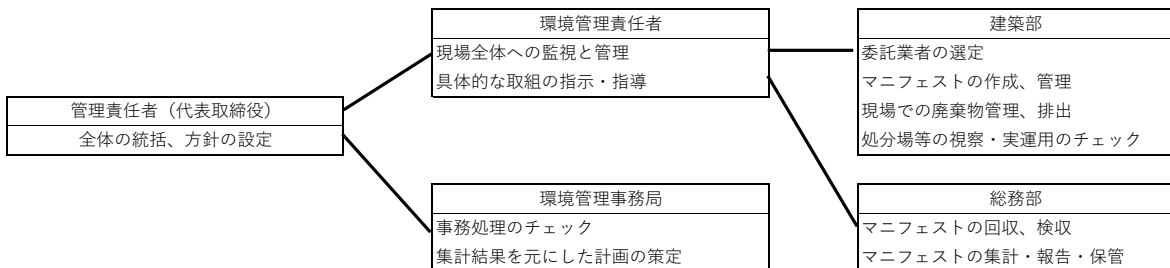 管理責任者（代表取締役）
全体の統括、方針の設定
環境管理責任者
現場全体への監視と管理
具体的な取組の指示・指導
環境管理事務局
事務処理のチェック
集計結果を元にした計画の策定
建築部
委託業者の選定
マニフェストの作成、管理
現場での廃棄物管理、排出
処分場等の視察・実運用のチェック
総務部
マニフェストの回収、検収
マニフェストの集計・報告・保管